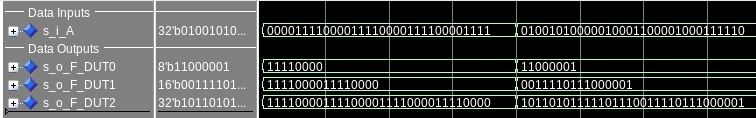 Data Inputs
s_i_A 32'b01001010... 00001111000011110000111100001111 01001010000010001100001000111110
Data Outputs
s_o_F_DUT0 8'b11000001 11110000 11000001
s_o_F_DUT1 16'b00111101... 1111000011110000 0011110111000001
s_o_F_DUT2 32'b10110101... 11110000111100001111000011110000 10110101111101110011110111000001